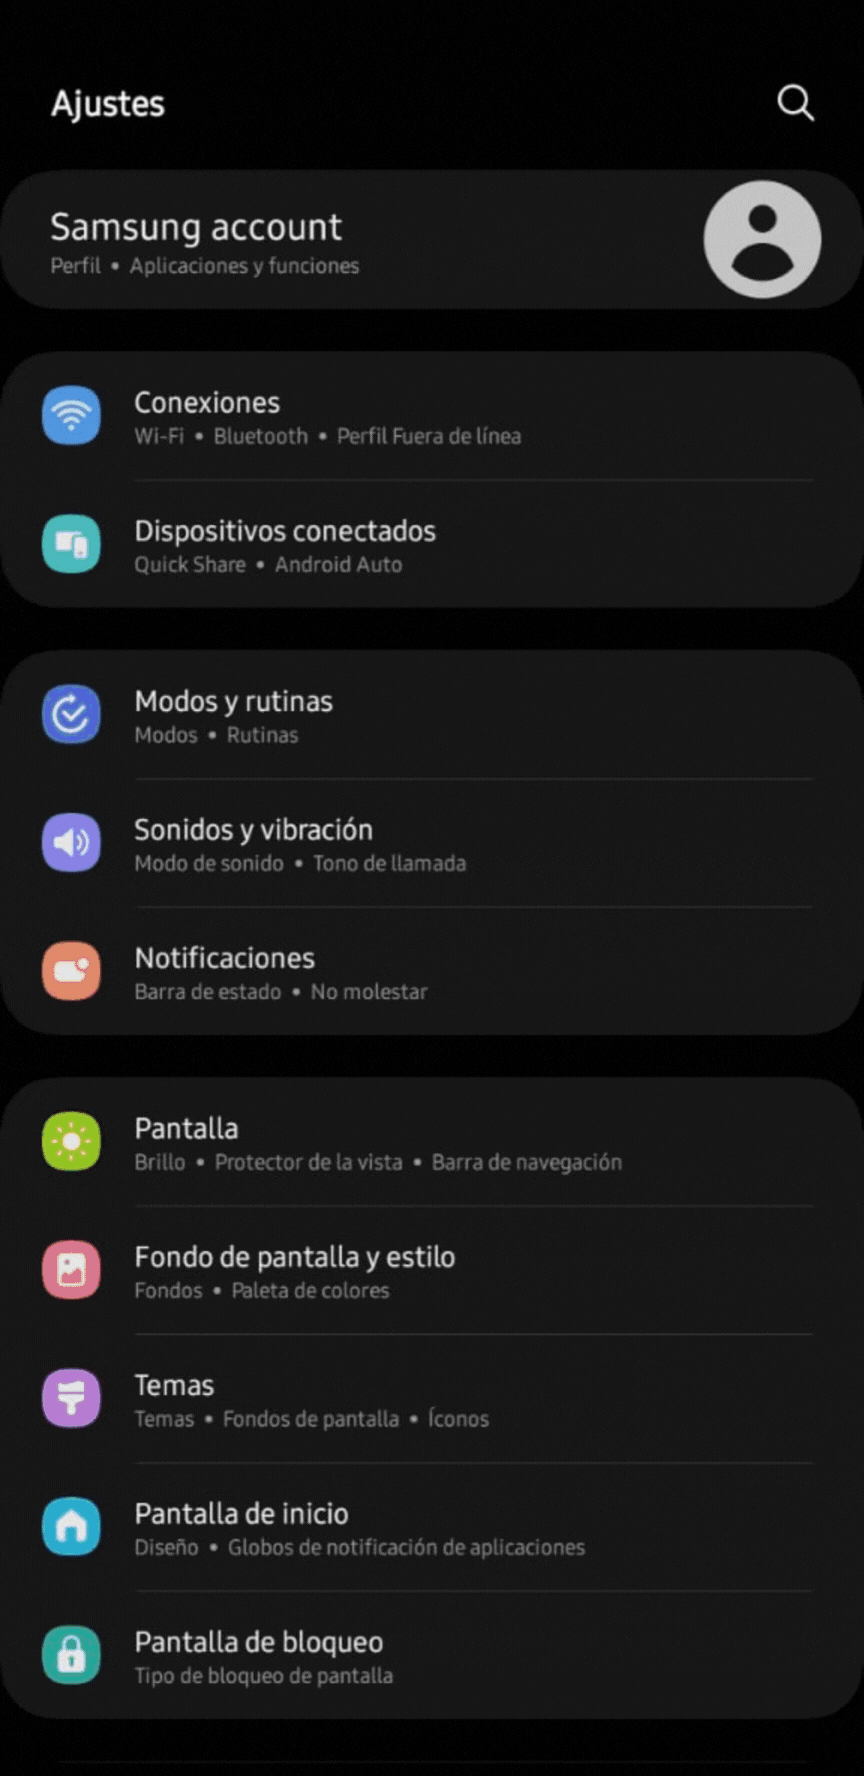 Ajustes
Samsung account
Perfil • Aplicaciones y funciones
Conexiones
Wi-Fi • Bluetooth • Perfil Fuera de línea
Dispositivos conectados
Quick Share • Android Auto
Modos y rutinas
Modos • Rutinas
Sonidos y vibración
Modo de sonido • Tono de llamada
Notificaciones
Barra de estado • No molestar
Pantalla
Brillo • Protector de la vista • Barra de navegación
Fondo de pantalla y estilo
Fondos • Paleta de colores
Temas
Temas • Fondos de pantalla • Íconos
Pantalla de inicio
Diseño • Globos de notificación de aplicaciones
Pantalla de bloqueo
Tipo de bloqueo de pantalla